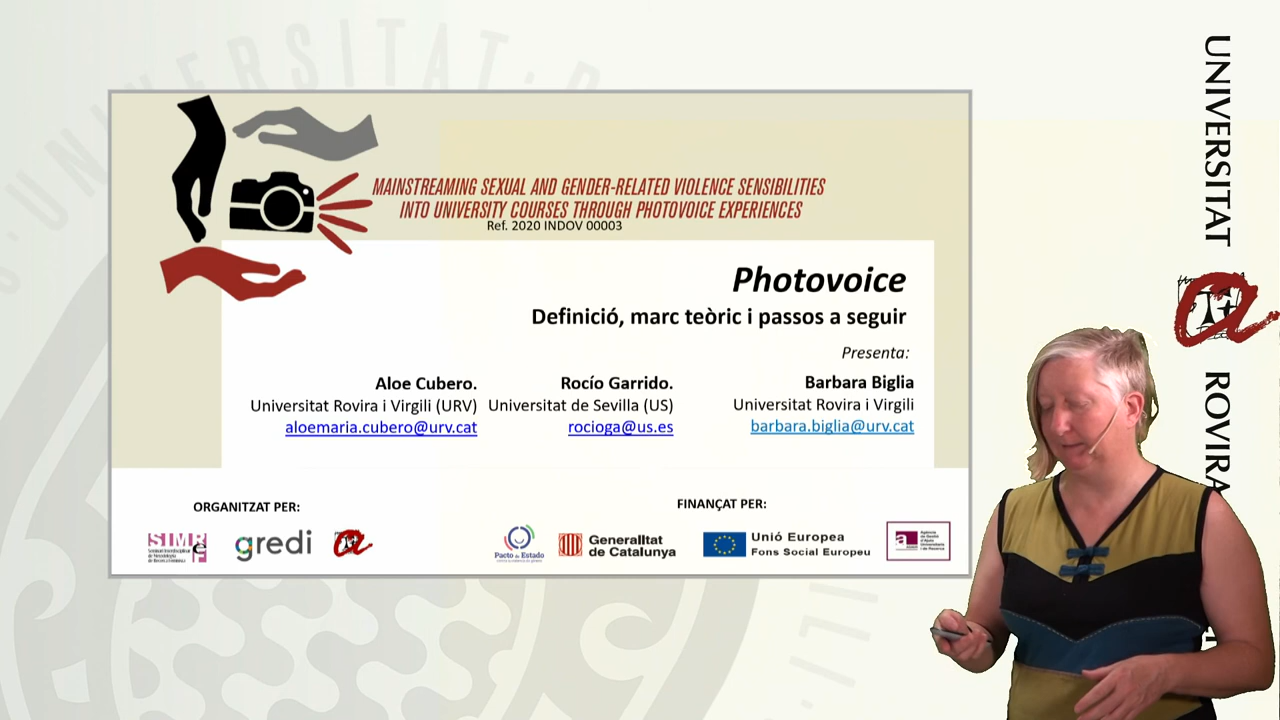 MAINSTREAMING SEXUAL AND GENDER-RELATED VIOLENCE SENSIBILITIES
INTO UNIVERSITY COURSES THROUGH PHOTOVOICE EXPERIENCES
Ref. 2020 INDOV 00003
Photovoice
Definició, marc teòric i passos a seguir
Presenta:
Aloe Cubero. Rocío Garrido. Barbara Biglia
Universitat Rovira i Virgili (URV) Universitat de Sevilla (US) Universitat Rovira i Virgili
aloemaria.cubero@urv.cat rocioga@us.es barbara.biglia@urv.cat
ORGANITZAT PER: FINANÇAT PER:
SIMReF
gredi
Pacto de Estado
Generalitat
de Catalunya
Unió Europea
Fons Social Europeu
UNIVERSITAT
ROVIRA